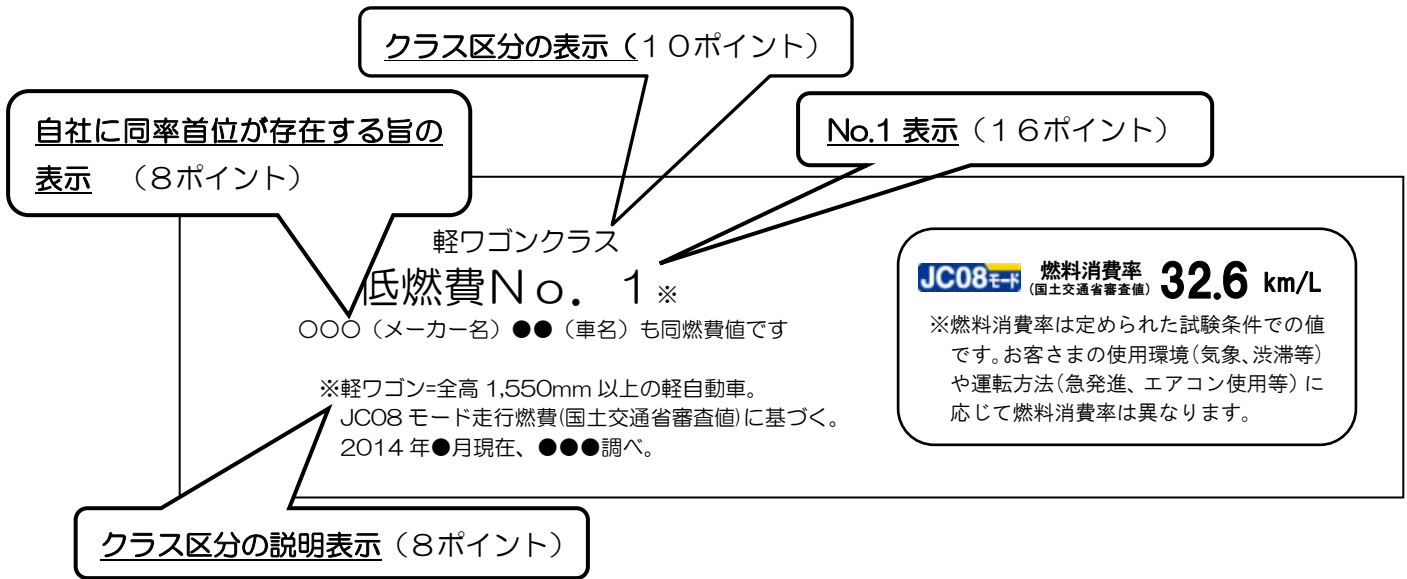 クラス区分の表示（１０ポイント）
自社に同率首位が存在する旨の
表示　（８ポイント）
No.1 表示（１６ポイント）
軽ワゴンクラス
低燃費Ｎｏ．１※
○○○（メーカー名）●●（車名）も同燃費値です
※軽ワゴン=全高 1,550mm 以上の軽自動車。
JC08 モード走行燃費(国土交通省審査値)に基づく。
2014 年●月現在、●●●調べ。
JC08モード 燃料消費率 (国土交通省審査値) 32.6 km/L
※燃料消費率は定められた試験条件での値
です。お客さまの使用環境（気象、渋滞等）
や運転方法（急発進、エアコン使用等）に
応じて燃料消費率は異なります。
クラス区分の説明表示（８ポイント）